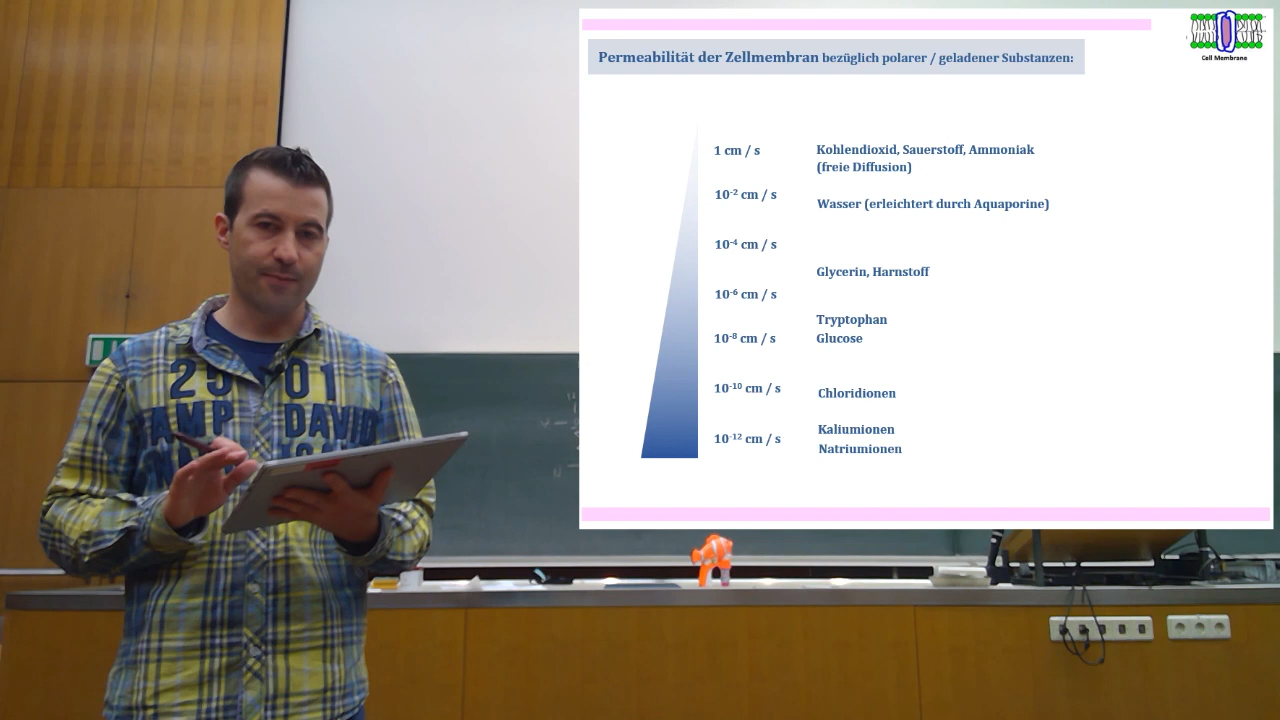 Permeabilität der Zellmembran bezüglich polarer / geladener Substanzen:
Cell Membrane
1 cm / s
Kohlendioxid, Sauerstoff, Ammoniak
(freie Diffusion)
10⁻² cm / s
Wasser (erleichtert durch Aquaporine)
10⁻⁴ cm / s
Glycerin, Harnstoff
10⁻⁶ cm / s
Tryptophan
10⁻⁸ cm / s
Glucose
10⁻¹⁰ cm / s
Chloridionen
Kaliumionen
10⁻¹² cm / s
Natriumionen
25 01
CAMP DAVID